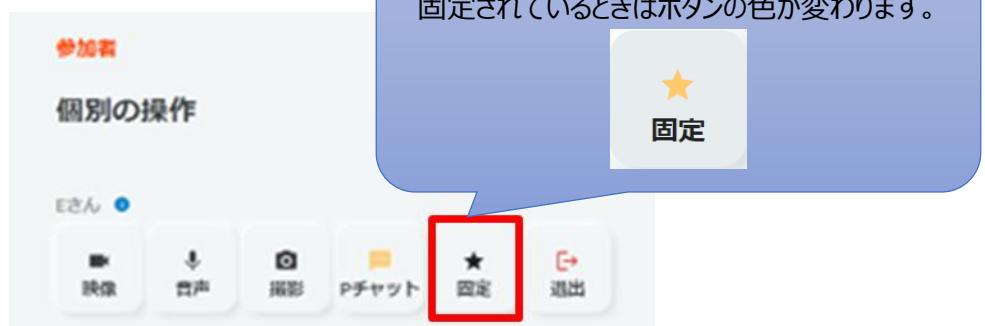 固定されているときはボタンの色が変わります。
固定
参加者
個別の操作
Eさん
映像
音声
撮影
Pチャット
固定
退出